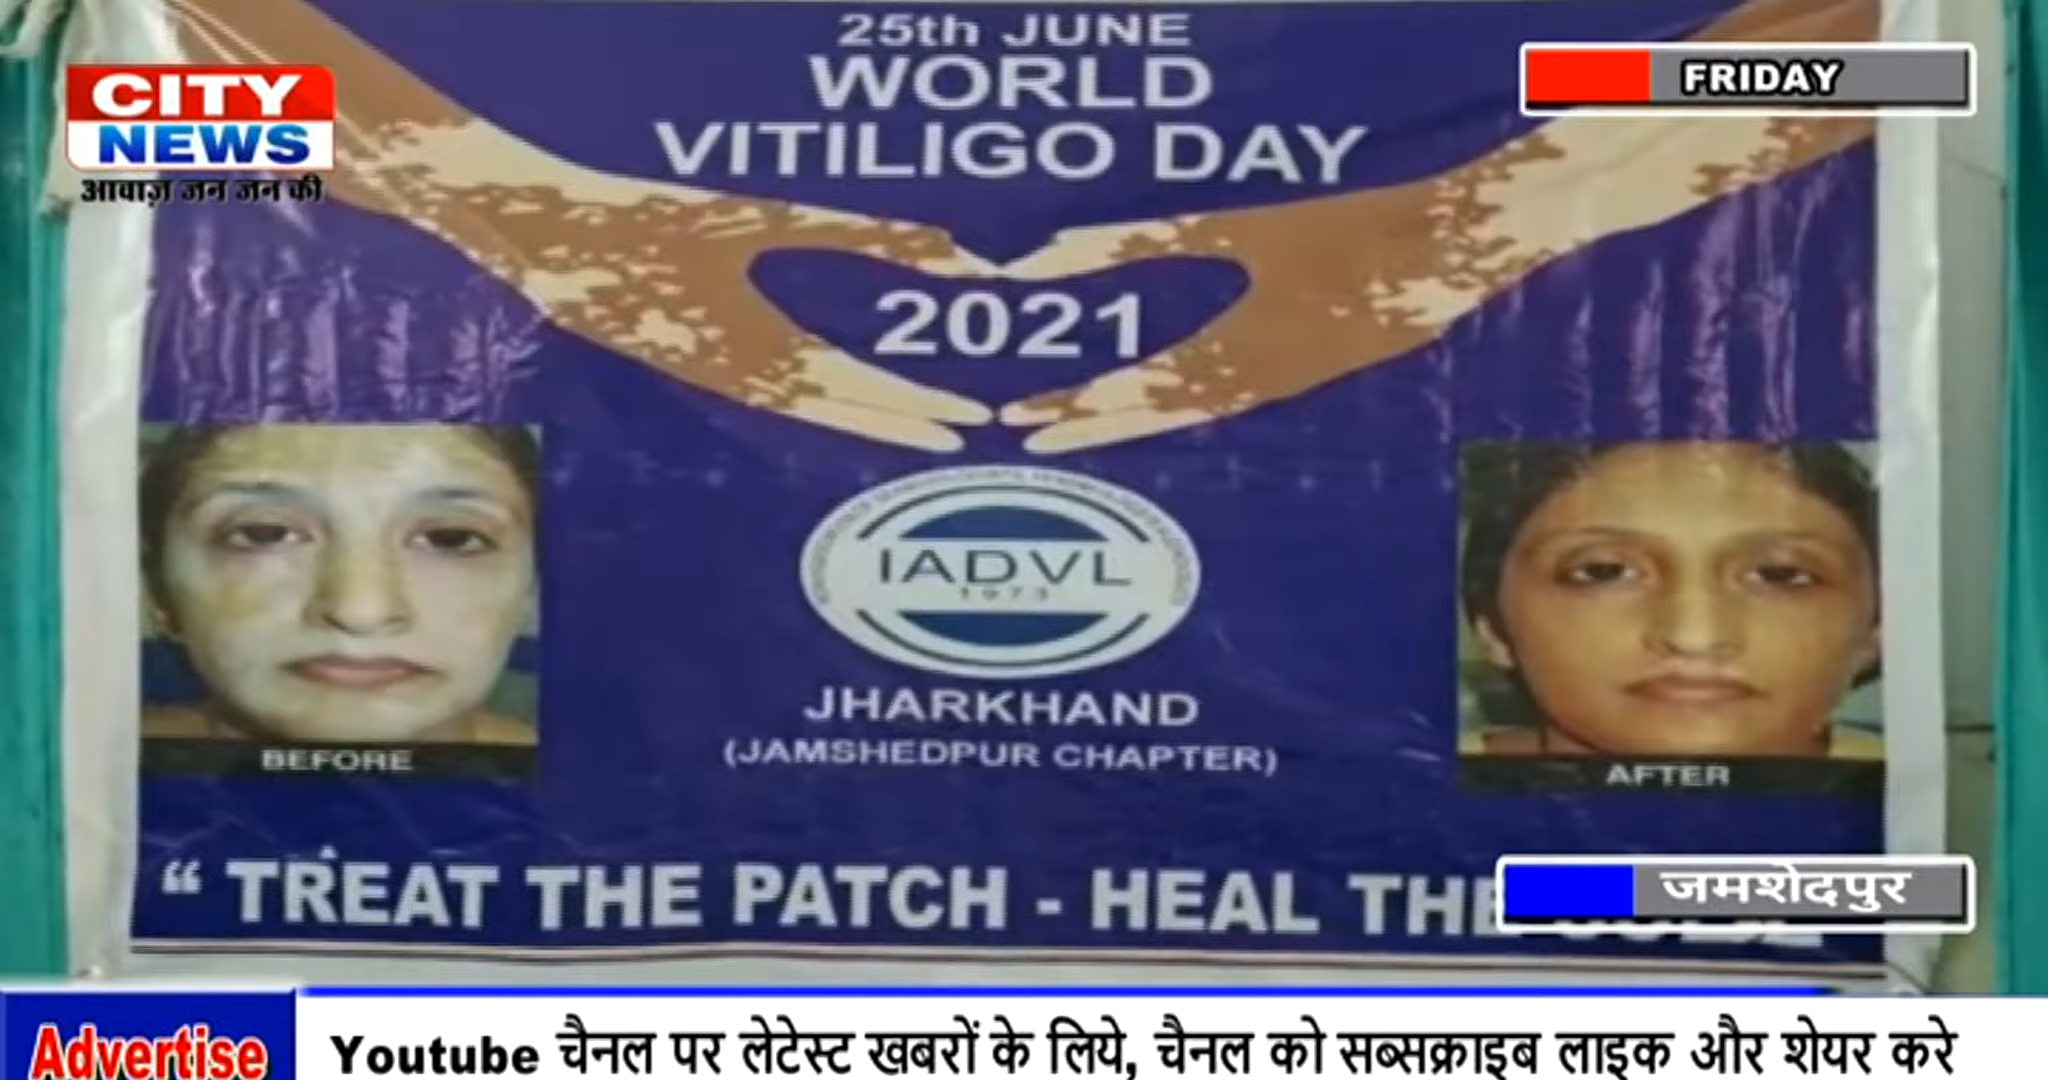 25th JUNE
WORLD
VITILIGO DAY
2021
CITY
NEWS
आवाज़ जन जन की
FRIDAY
IADVL
1973
JHARKHAND
(JAMSHEDPUR CHAPTER)
BEFORE
AFTER
“ TREAT THE PATCH - HEAL THE
जमशेदपुर
Advertise
Youtube चैनल पर लेटेस्ट खबरों के लिये, चैनल को सब्सक्राइब लाइक और शेयर करे